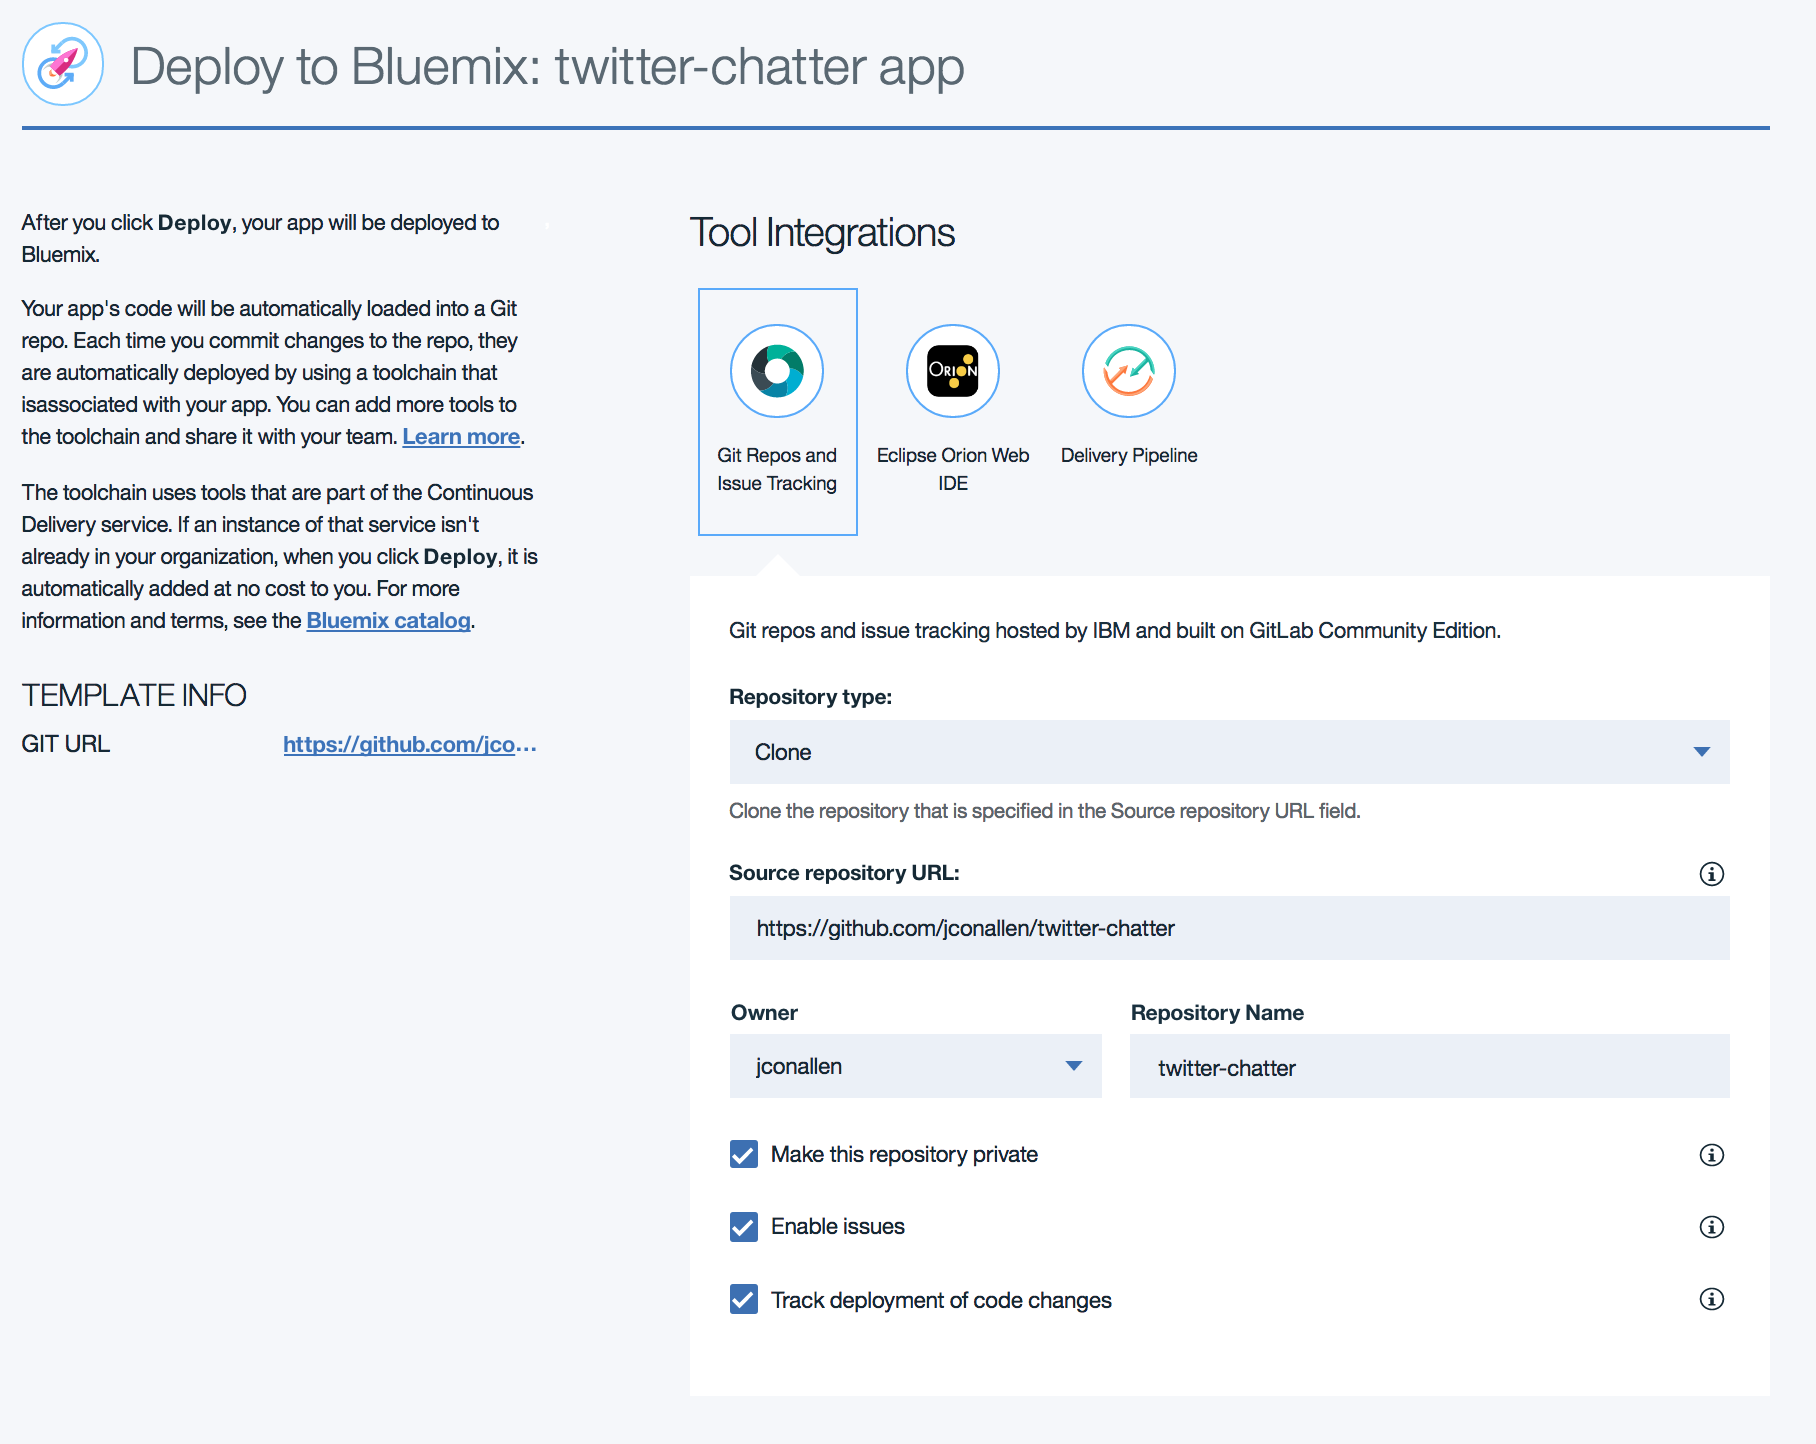 Deploy to Bluemix: twitter-chatter app
After you click Deploy, your app will be deployed to
Bluemix.
Your app's code will be automatically loaded into a Git
repo. Each time you commit changes to the repo, they
are automatically deployed by using a toolchain that
isassociated with your app. You can add more tools to
the toolchain and share it with your team. Learn more.
The toolchain uses tools that are part of the Continuous
Delivery service. If an instance of that service isn't
already in your organization, when you click Deploy, it is
automatically added at no cost to you. For more
information and terms, see the Bluemix catalog.
TEMPLATE INFO
GIT URL https://github.com/jco...
Tool Integrations
ORION
Git Repos and
Issue Tracking
Eclipse Orion Web
IDE
Delivery Pipeline
Git repos and issue tracking hosted by IBM and built on GitLab Community Edition.
Repository type:
Clone
Clone the repository that is specified in the Source repository URL field.
Source repository URL:
https://github.com/jconallen/twitter-chatter
Owner
jconallen
Repository Name
twitter-chatter
Make this repository private
Enable issues
Track deployment of code changes